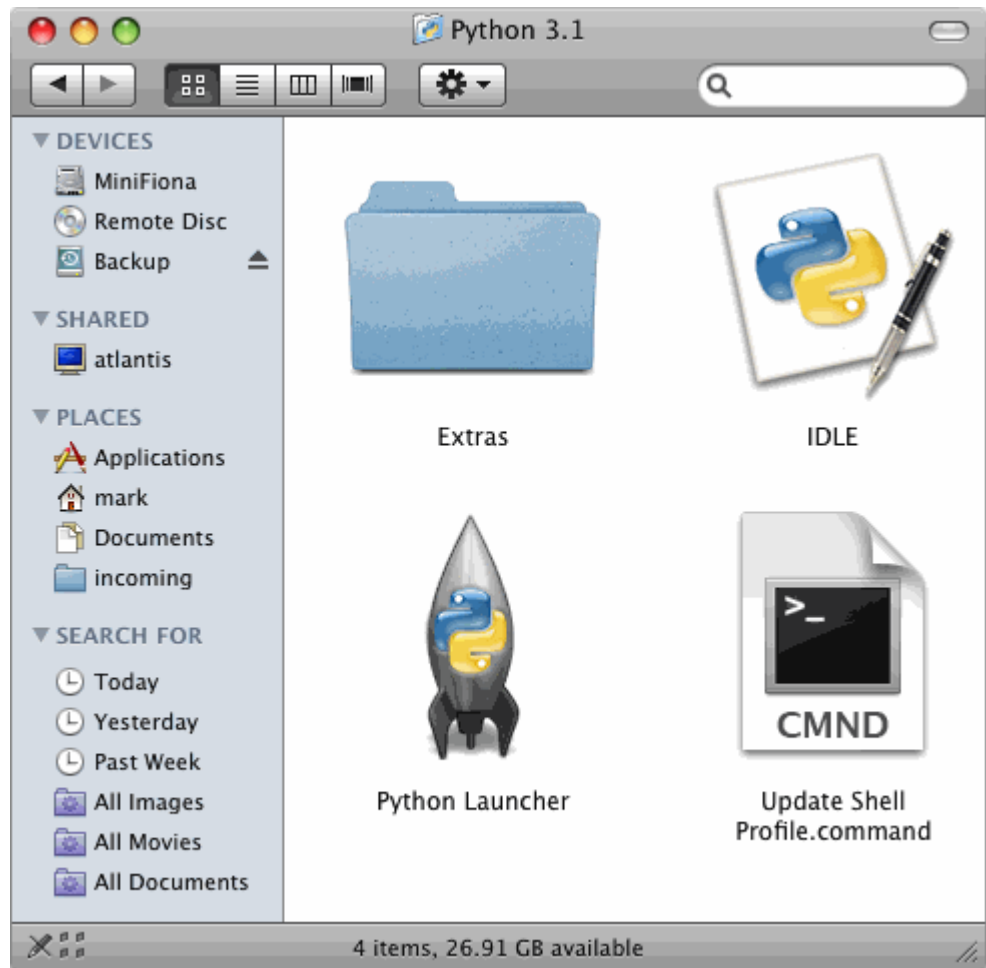 Python 3.1
DEVICES
MiniFiona
Remote Disc
Backup
SHARED
atlantis
PLACES
Applications
mark
Documents
incoming
SEARCH FOR
Today
Yesterday
Past Week
All Images
All Movies
All Documents
Extras
IDLE
>_
CMND
Python Launcher
Update Shell
Profile.command
4 items, 26.91 GB available